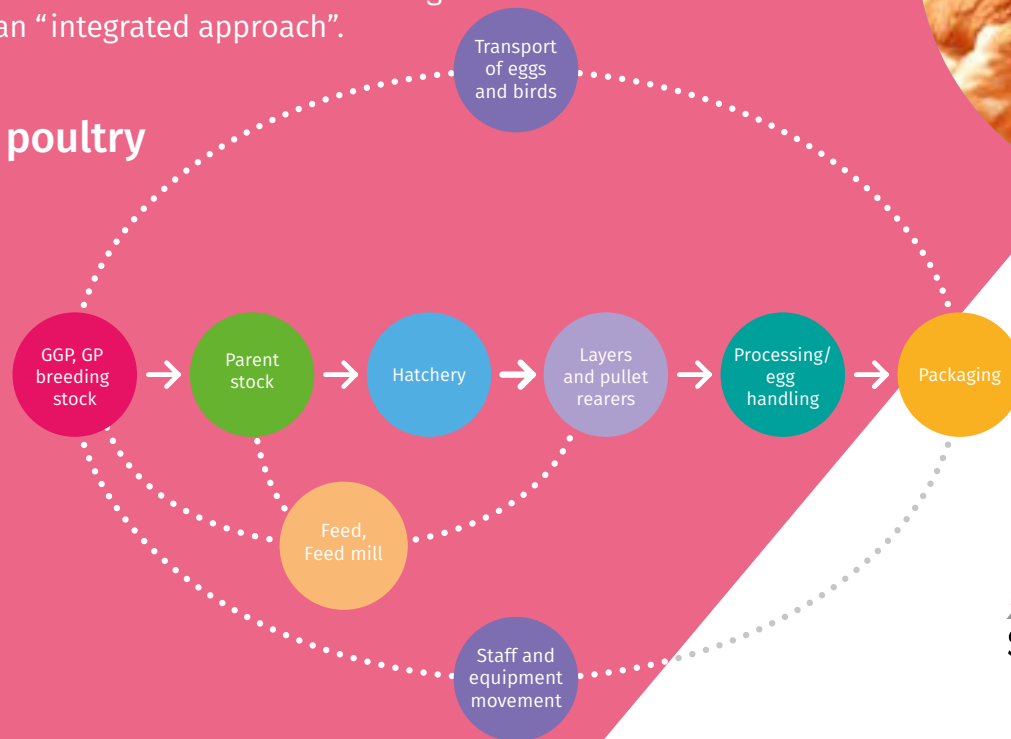 an “integrated approach”.
Transport
of eggs
and birds
poultry
GGP, GP
breeding
stock
Parent
stock
Hatchery
Layers
and pullet
rearers
Processing/
egg
handling
Packaging
Feed,
Feed mill
Staff and
equipment
movement